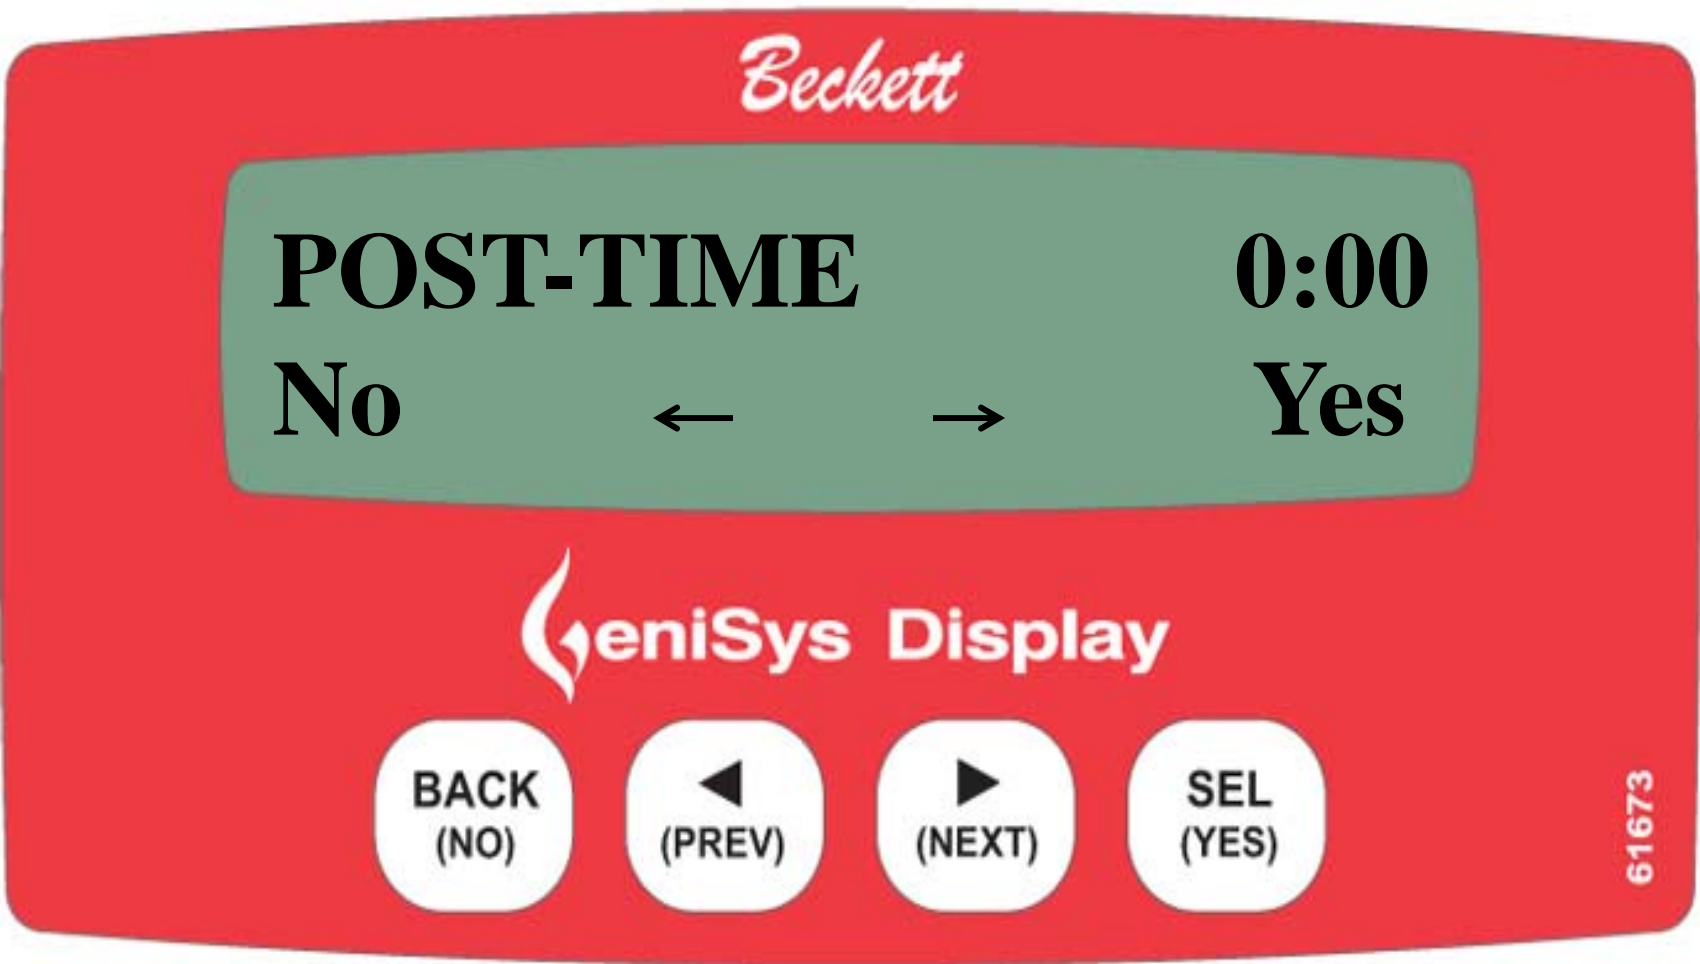 Beckett
POST-TIME 0:00
No ← → Yes
GeniSys Display
BACK (NO)
◀ (PREV)
▶ (NEXT)
SEL (YES)
61673